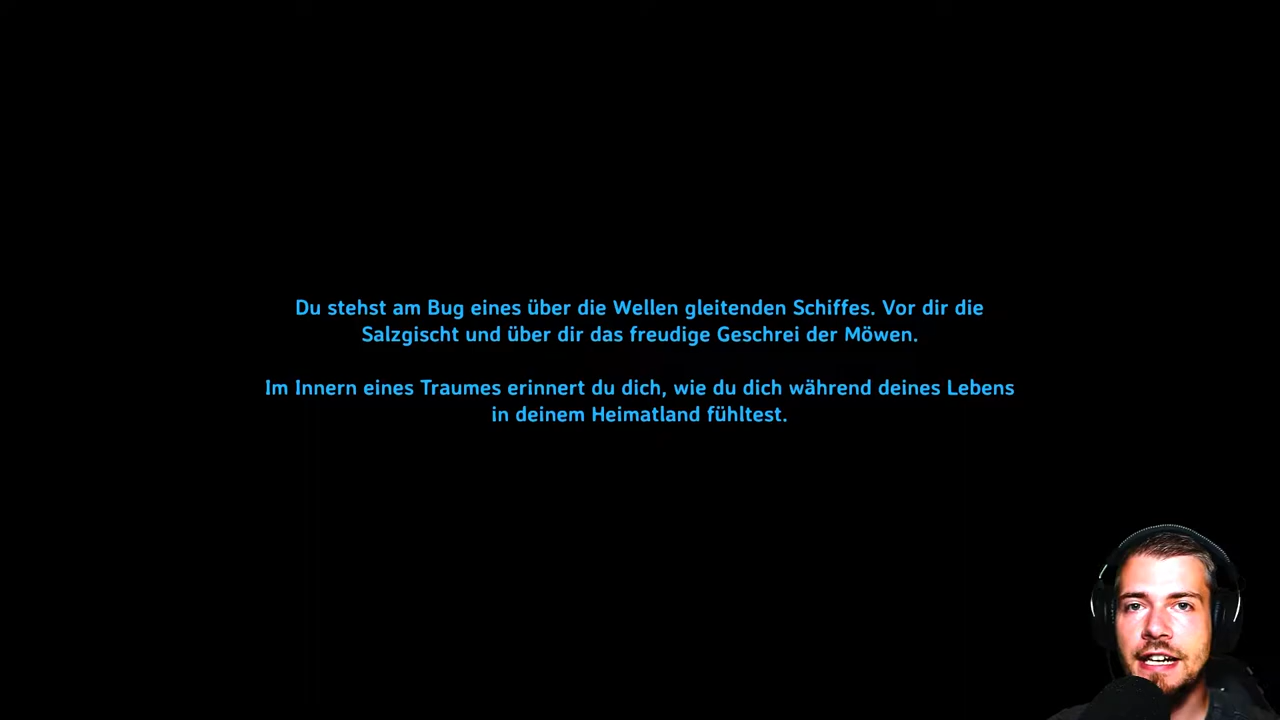 Du stehst am Bug eines über die Wellen gleitenden Schiffes. Vor dir die
Salzgischt und über dir das freudige Geschrei der Möwen.
Im Innern eines Traumes erinnert du dich, wie du dich während deines Lebens
in deinem Heimatland fühltest.